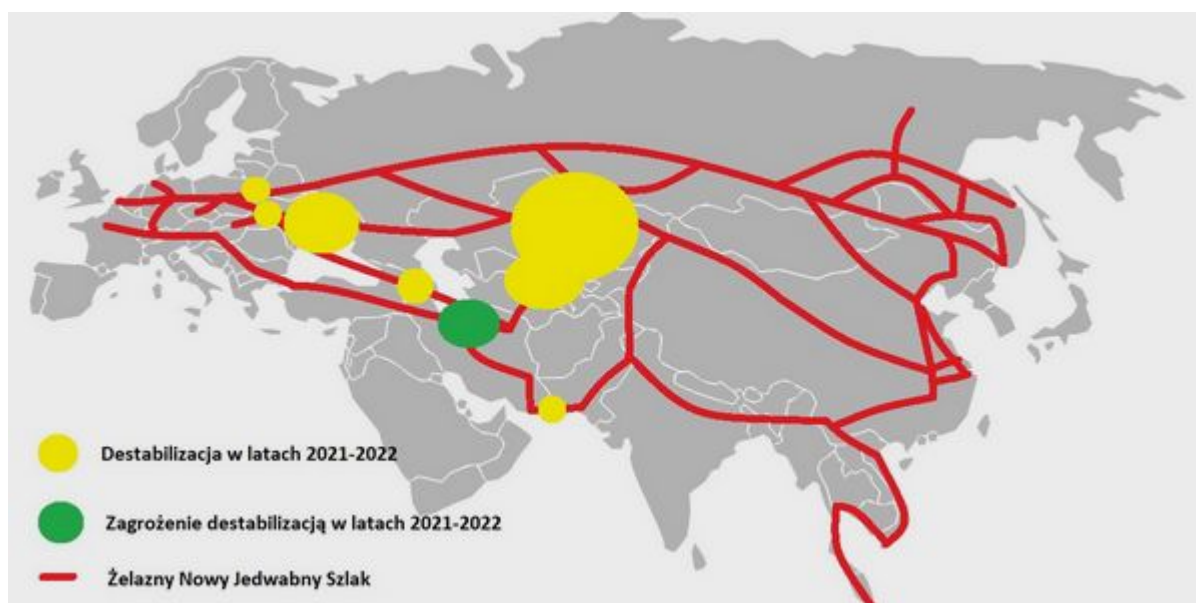 Destabilizacja w latach 2021-2022
Zagrożenie destabilizacją w latach 2021-2022
Żelazny Nowy Jedwabny Szlak